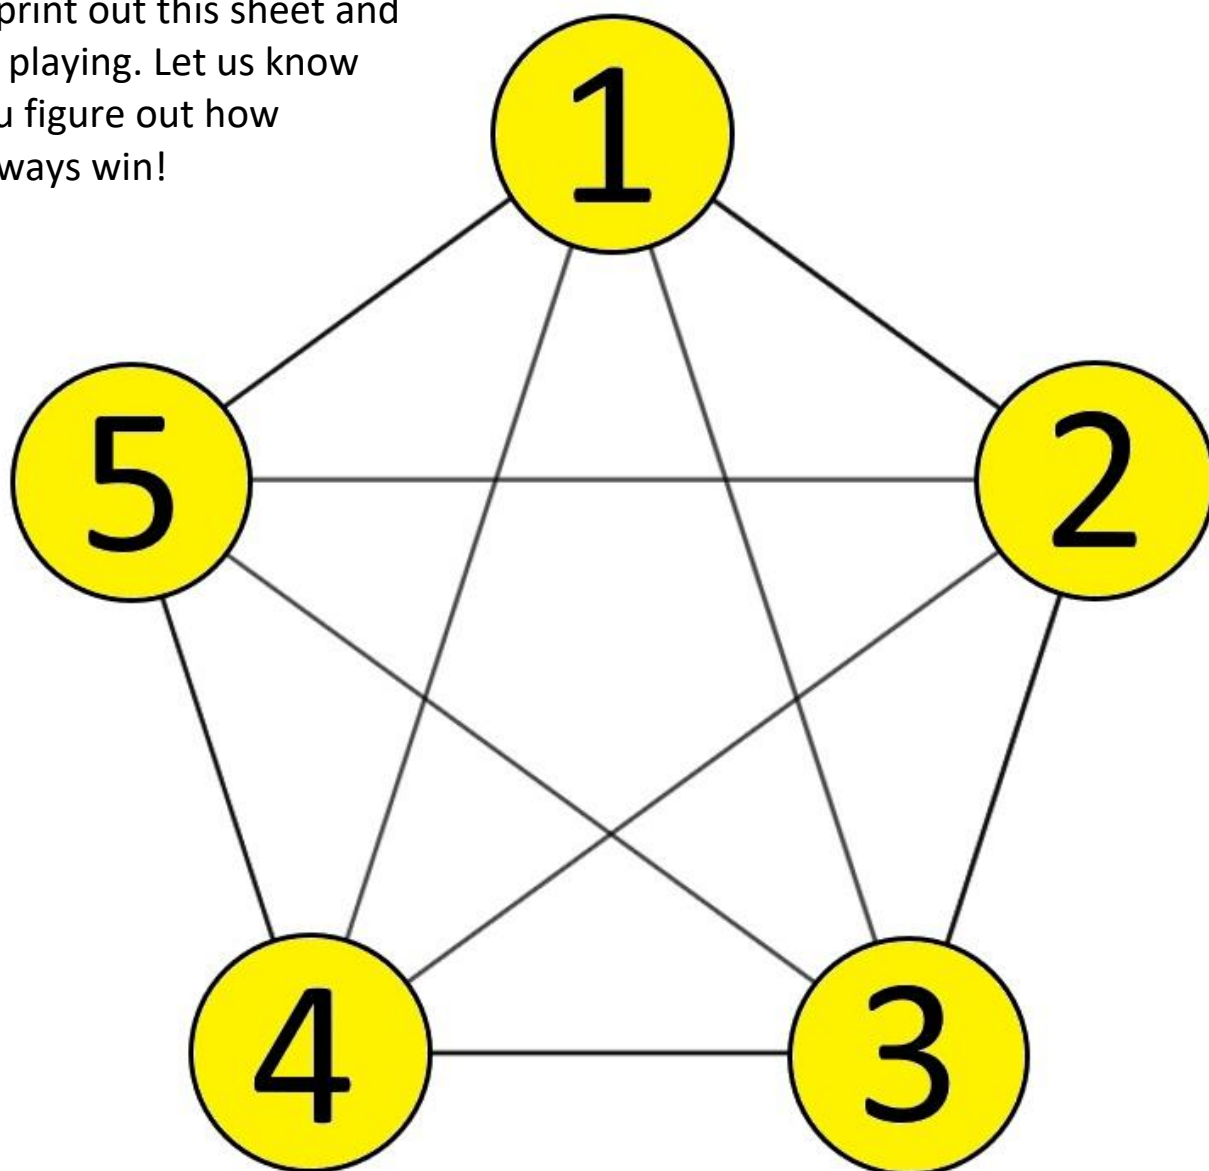 print out this sheet and
playing. Let us know
u figure out how
ways win!
1
5
2
4
3